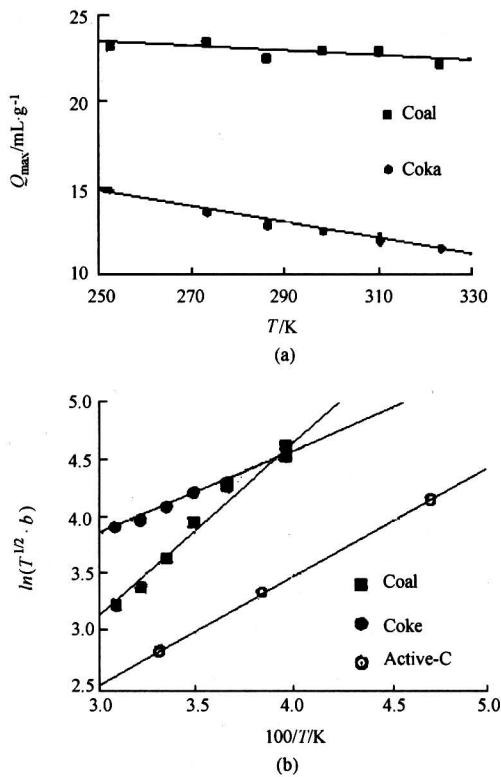 25
20
Q_max/mL·g⁻¹
15
10
■ Coal
● Coka
250 270 290 310 330
T/K
(a)
5.0
4.5
4.0
ln(T^1/2 · b)
3.5
3.0
2.5
■ Coal
● Coke
Active-C
3.0 3.5 4.0 4.5 5.0
100/T/K
(b)